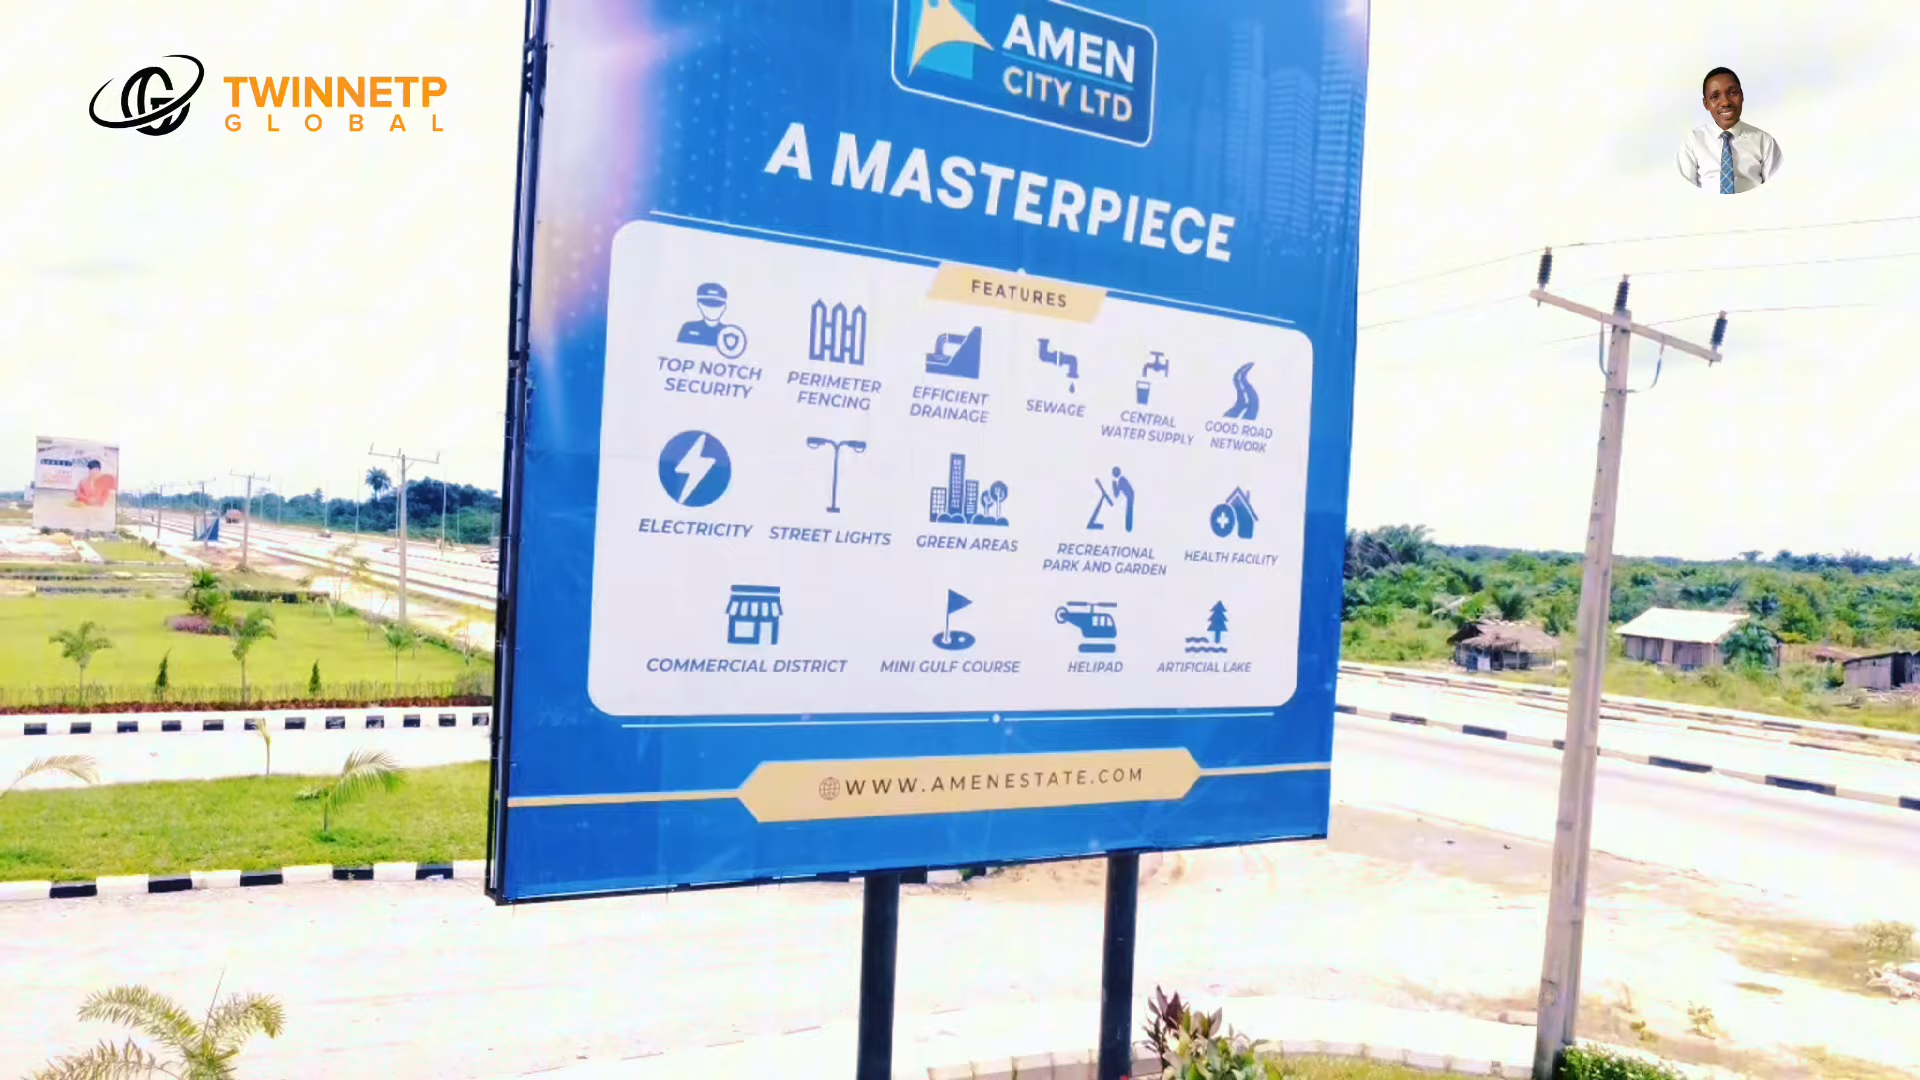 TWINNETP
GLOBAL
AMEN
CITY LTD
A MASTERPIECE
FEATURES
TOP NOTCH
SECURITY
PERIMETER
FENCING
EFFICIENT
DRAINAGE
SEWAGE
CENTRAL
WATER SUPPLY
GOOD ROAD
NETWORK
ELECTRICITY
STREET LIGHTS
GREEN AREAS
RECREATIONAL
PARK AND GARDEN
HEALTH FACILITY
COMMERCIAL DISTRICT
MINI GULF COURSE
HELIPAD
ARTIFICIAL LAKE
WWW.AMENESTATE.COM